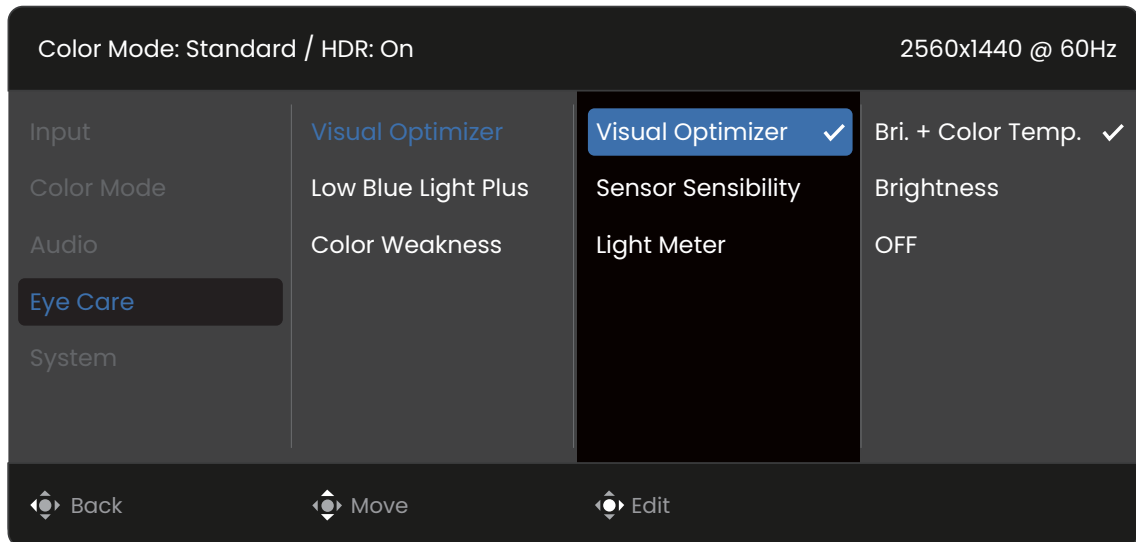 Color Mode: Standard / HDR: On
2560x1440 @ 60Hz
Input
Color Mode
Audio
Eye Care
System
Visual Optimizer
Low Blue Light Plus
Color Weakness
Visual Optimizer
Sensor Sensibility
Light Meter
Bri. + Color Temp.
Brightness
OFF
Back
Move
Edit